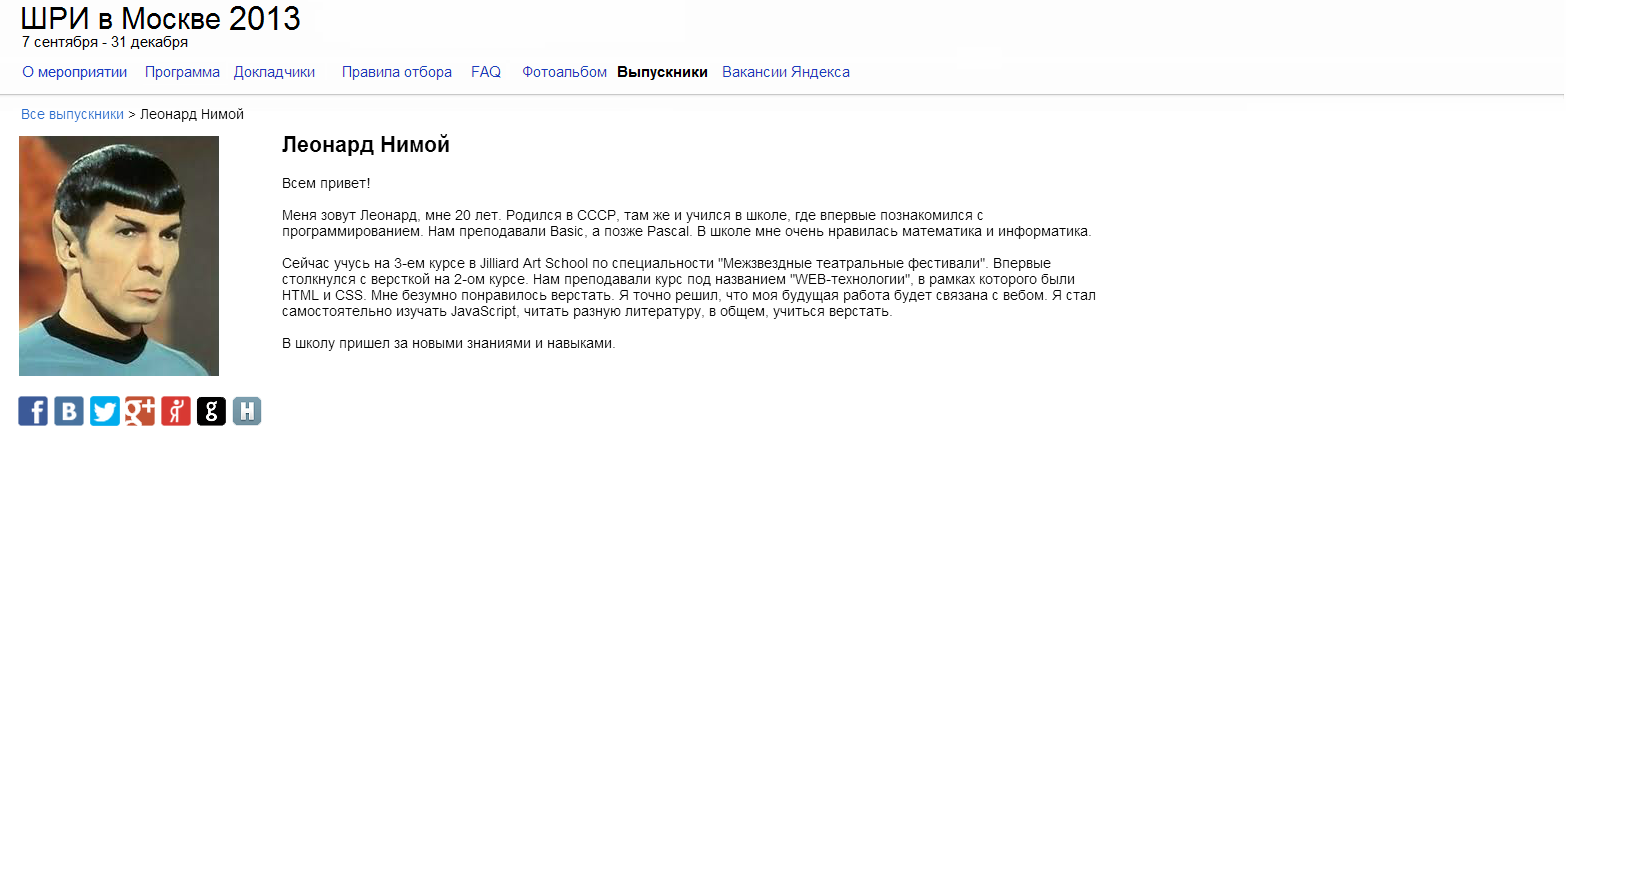 ШРИ в Москве 2013
7 сентября - 31 декабря
О мероприятии Программа Докладчики Правила отбора FAQ Фотоальбом Выпускники Вакансии Яндекса
Все выпускники > Леонард Нимой
Леонард Нимой
Всем привет!
Меня зовут Леонард, мне 20 лет. Родился в СССР, там же и учился в школе, где впервые познакомился с
программированием. Нам преподавали Basic, а позже Pascal. В школе мне очень нравилась математика и информатика.
Сейчас учусь на 3-ем курсе в Jilliard Art School по специальности "Межзвездные театральные фестивали". Впервые
столкнулся с версткой на 2-ом курсе. Нам преподавали курс под названием "WEB-технологии", в рамках которого были
HTML и CSS. Мне безумно понравилось верстать. Я точно решил, что моя будущая работа будет связана с вебом. Я стал
самостоятельно изучать JavaScript, читать разную литературу, в общем, учиться верстать.
В школу пришел за новыми знаниями и навыками.
f B g+ Я g H